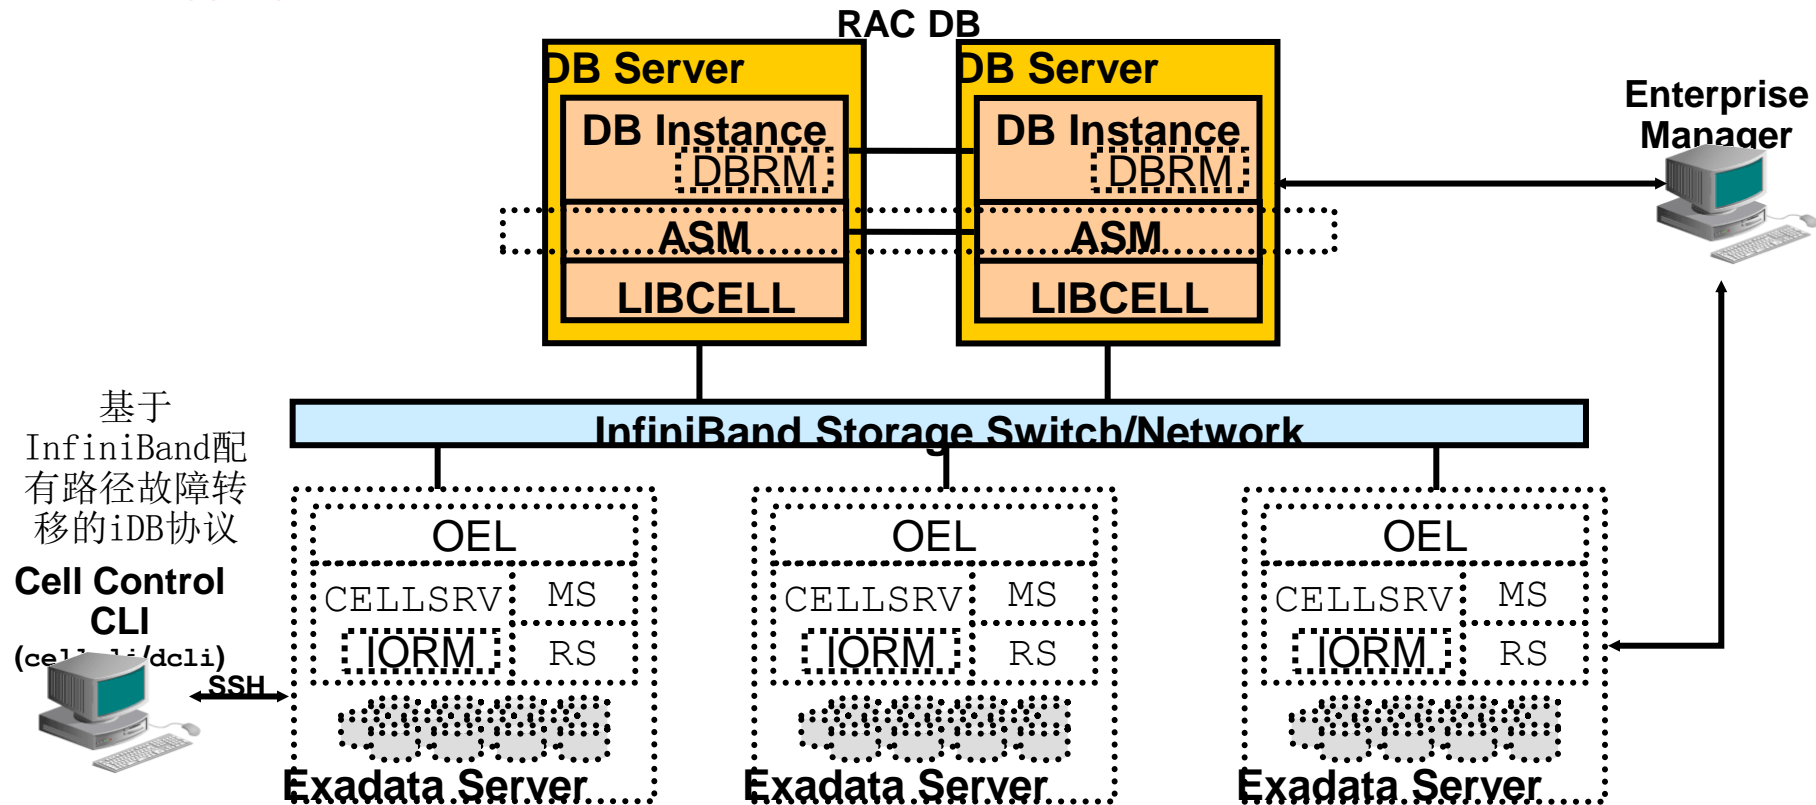 RAC DB
DB Server
DB Server
DB Instance
DBRM
DB Instance
DBRM
ASM
ASM
LIBCELL
LIBCELL
Enterprise
Manager
InfiniBand Storage Switch/Network
基于
InfiniBand配
有路径故障转
移的iDB协议
Cell Control
CLI
(cellcli/dcli)
SSH
OEL
CELLSRV
MS
IORM
RS
Exadata Server
OEL
CELLSRV
MS
IORM
RS
Exadata Server
OEL
CELLSRV
MS
IORM
RS
Exadata Server